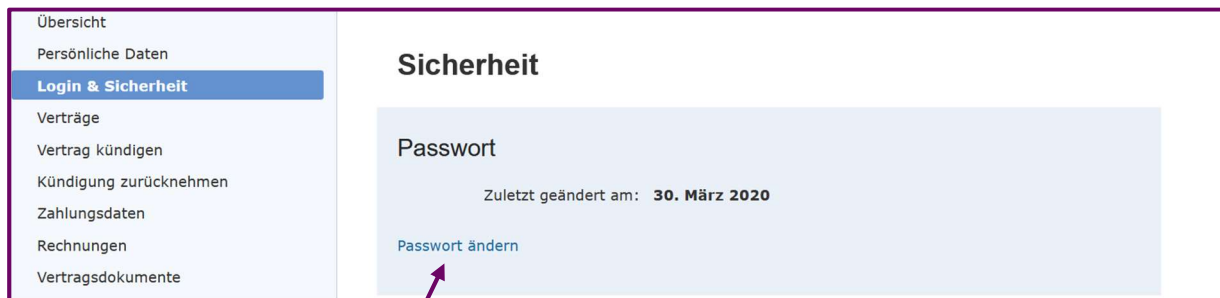 Übersicht
Persönliche Daten
Login & Sicherheit
Verträge
Vertrag kündigen
Kündigung zurücknehmen
Zahlungsdaten
Rechnungen
Vertragsdokumente
Sicherheit
Passwort
Zuletzt geändert am: 30. März 2020
Passwort ändern